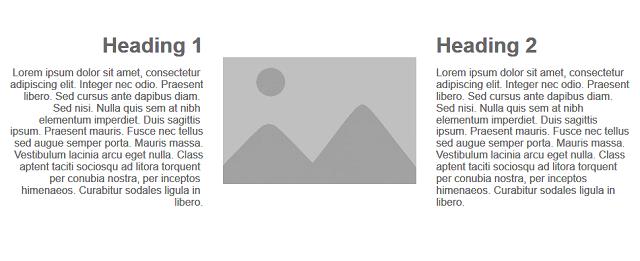 Heading 1
Lorem ipsum dolor sit amet, consectetur
adipiscing elit. Integer nec odio. Praesent
libero. Sed cursus ante dapibus diam.
Sed nisi. Nulla quis sem at nibh
elementum imperdiet. Duis sagittis
ipsum. Praesent mauris. Fusce nec tellus
sed augue semper porta. Mauris massa.
Vestibulum lacinia arcu eget nulla. Class
aptent taciti sociosqu ad litora torquent
per conubia nostra, per inceptos
himenaeos. Curabitur sodales ligula in
libero.
Heading 2
Lorem ipsum dolor sit amet, consectetur
adipiscing elit. Integer nec odio. Praesent
libero. Sed cursus ante dapibus diam.
Sed nisi. Nulla quis sem at nibh
elementum imperdiet. Duis sagittis
ipsum. Praesent mauris. Fusce nec tellus
sed augue semper porta. Mauris massa.
Vestibulum lacinia arcu eget nulla. Class
aptent taciti sociosqu ad litora torquent
per conubia nostra, per inceptos
himenaeos. Curabitur sodales ligula in
libero.